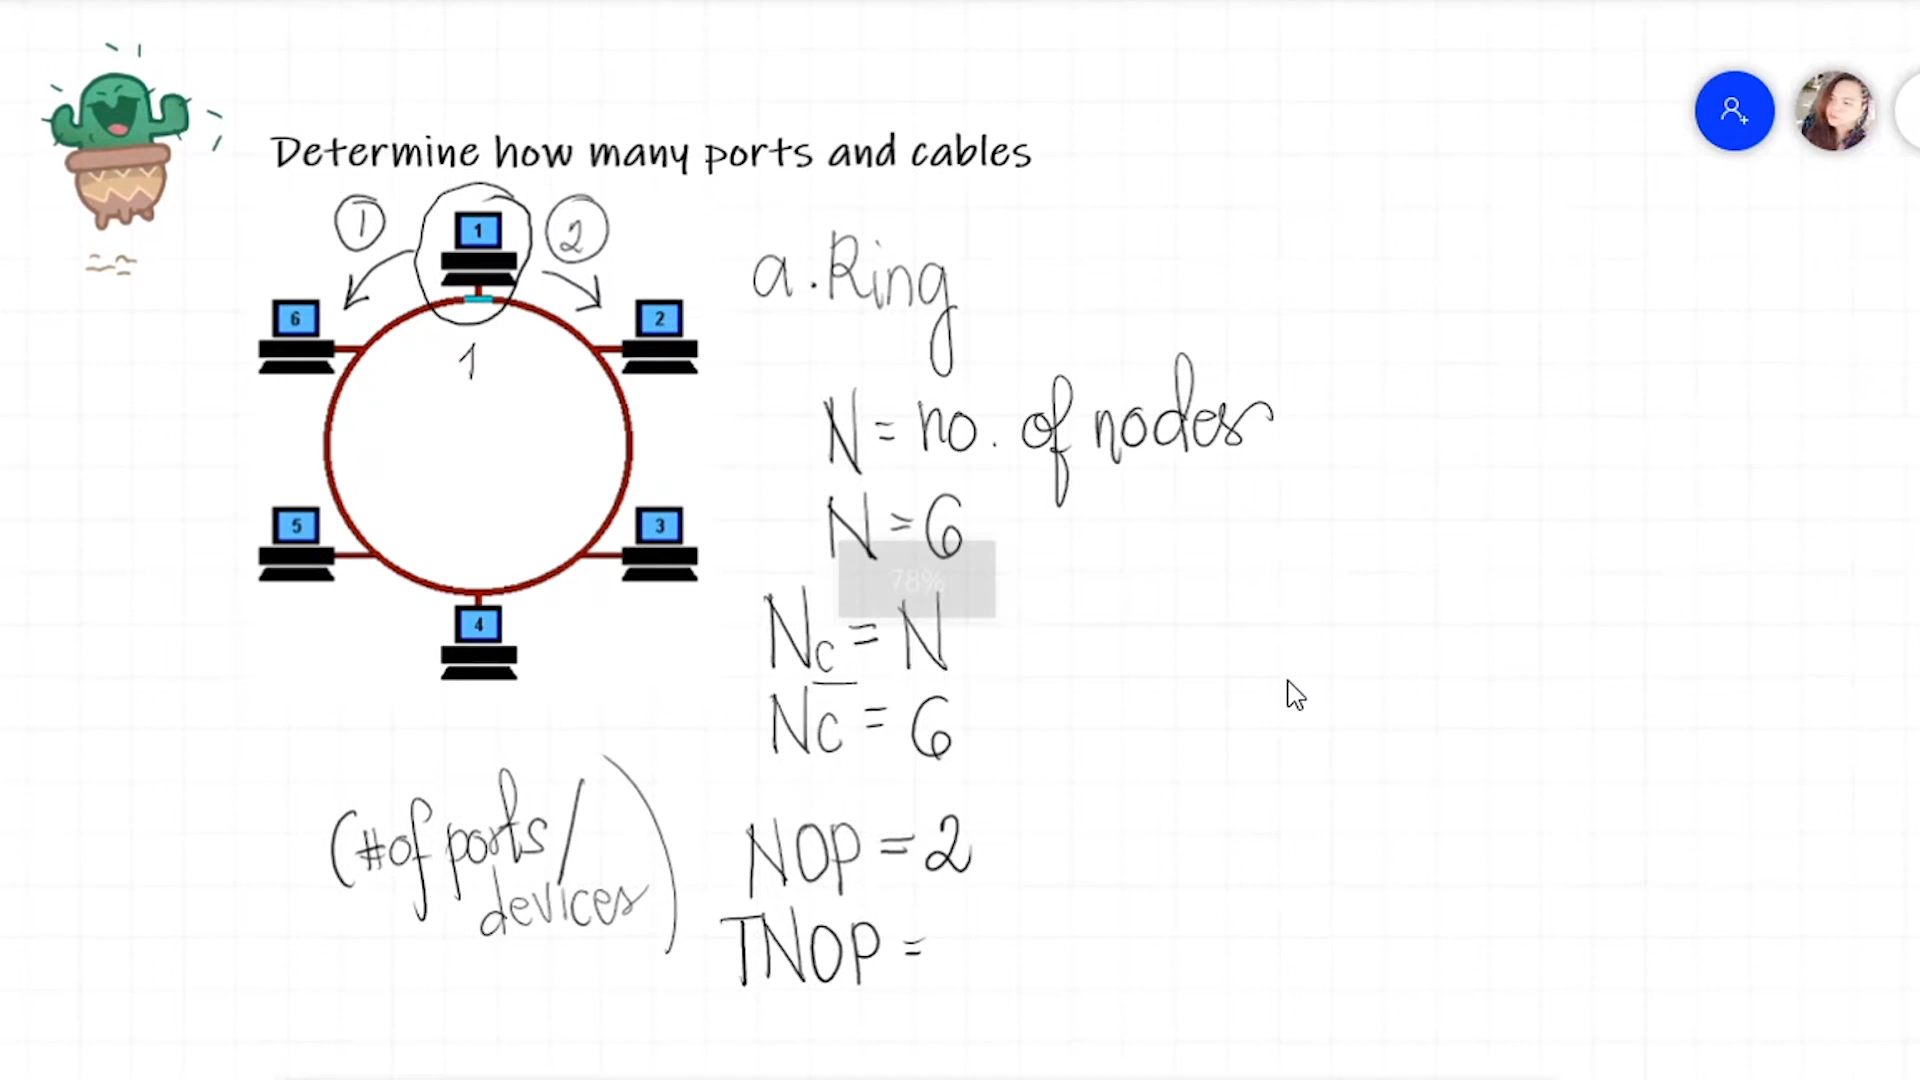 Determine how many ports and cables
1
2
1
6
2
1
5
3
4
a. Ring
N = no. of nodes
N = 6
78%
Nc = N
Nc = 6
(# of ports/
devices)
NOP = 2
TNOP =